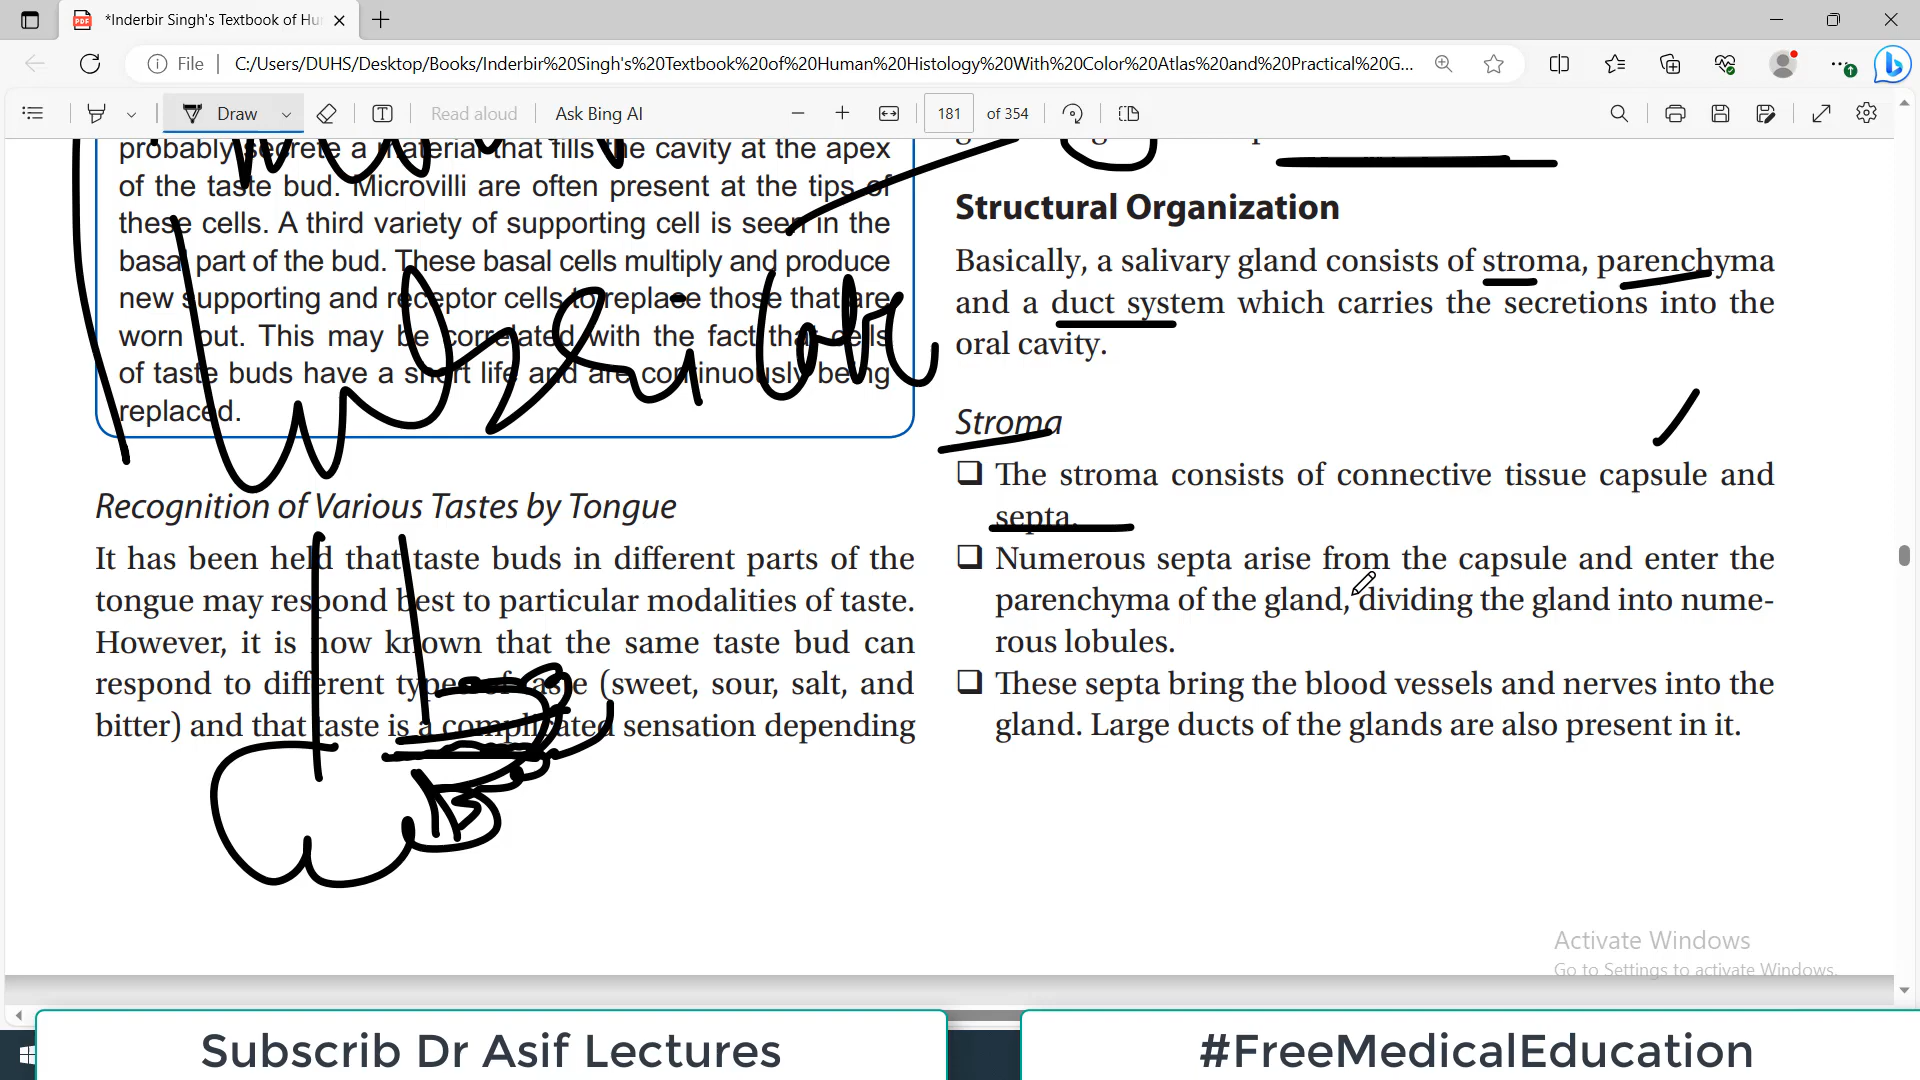 *Inderbir Singh's Textbook of Hu
File
C:/Users/DUHS/Desktop/Books/Inderbir%20Singh's%20Textbook%20of%20Human%20Histology%20With%20Color%20Atlas%20and%20Practical%20G...
Draw
Read aloud
Ask Bing AI
181 of 354
probably secrete a material that fills the cavity at the apex
of the taste bud. Microvilli are often present at the tips of
these cells. A third variety of supporting cell is seen in the
basal part of the bud. These basal cells multiply and produce
new supporting and receptor cells to replace those that are
worn out. This may be correlated with the fact that cells
of taste buds have a short life and are continuously being
replaced.
Recognition of Various Tastes by Tongue
It has been held that taste buds in different parts of the
tongue may respond best to particular modalities of taste.
However, it is now known that the same taste bud can
respond to different types of taste (sweet, sour, salt, and
bitter) and that taste is a complicated sensation depending
Structural Organization
Basically, a salivary gland consists of stroma, parenchyma
and a duct system which carries the secretions into the
oral cavity.
Stroma
❑ The stroma consists of connective tissue capsule and
septa.
❑ Numerous septa arise from the capsule and enter the
parenchyma of the gland, dividing the gland into nume-
rous lobules.
❑ These septa bring the blood vessels and nerves into the
gland. Large ducts of the glands are also present in it.
Activate Windows
Go to Settings to activate Windows.
Subscrib Dr Asif Lectures
#FreeMedicalEducation